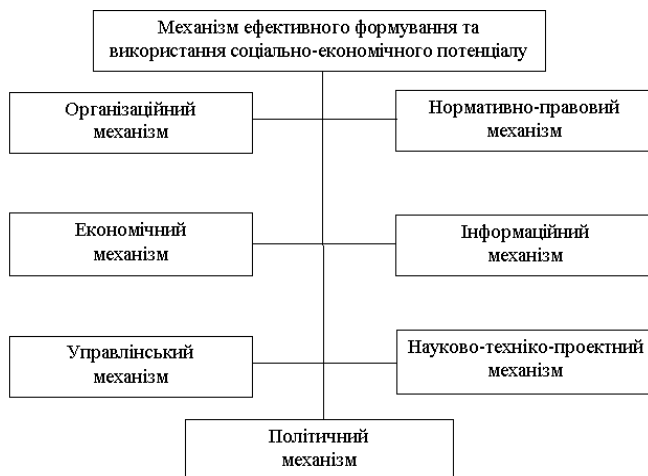 Механізм ефективного формування та
використання соціально-економічного потенціалу
Організаційний
механізм
Нормативно-правовий
механізм
Економічний
механізм
Інформаційний
механізм
Управлінський
механізм
Науково-техніко-проектний
механізм
Політичний
механізм